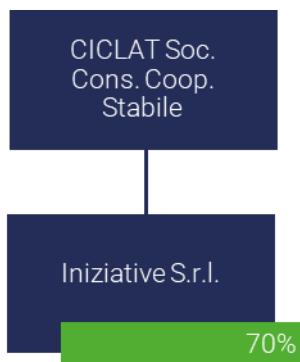 CICLAT Soc.
Cons. Coop.
Stabile
Iniziative S.r.l.
70%